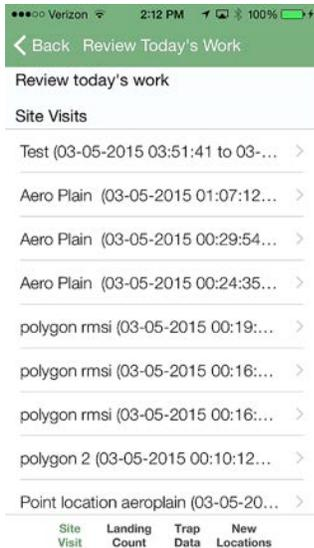 Verizon 2:12 PM 100%
Back Review Today's Work
Review today's work
Site Visits
Test (03-05-2015 03:51:41 to 03-...
Aero Plain (03-05-2015 01:07:12...
Aero Plain (03-05-2015 00:29:54...
Aero Plain (03-05-2015 00:24:35...
polygon rmsi (03-05-2015 00:19:...
polygon rmsi (03-05-2015 00:16:...
polygon rmsi (03-05-2015 00:16:...
polygon 2 (03-05-2015 00:10:12...
Point location aeroplain (03-05-20...
Site Landing Trap New
Visit Count Data Locations